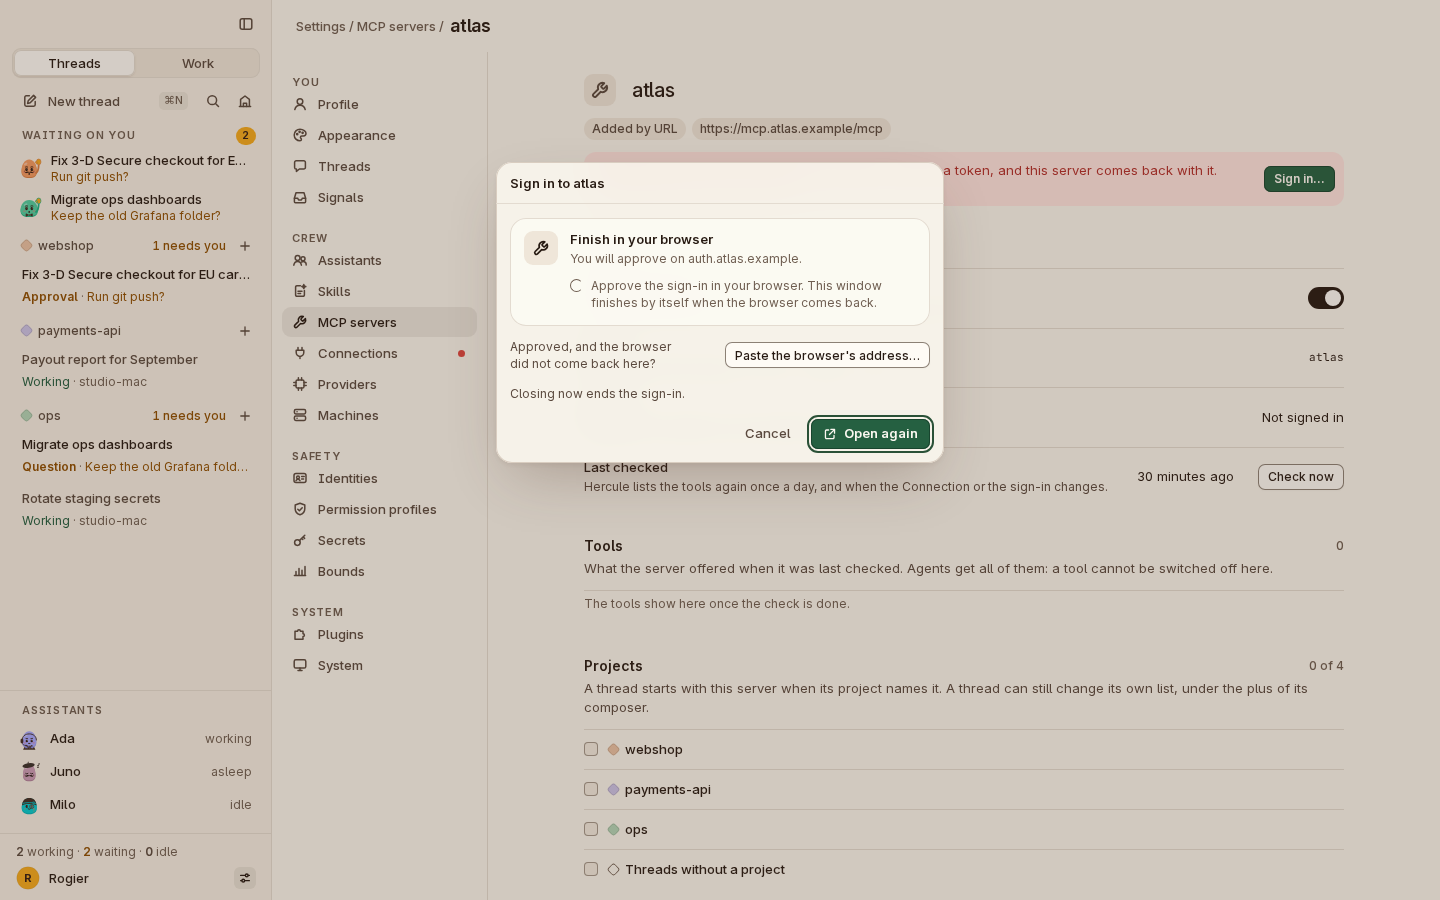 Settings / MCP servers / atlas
Threads
Work
New thread
⌘N
WAITING ON YOU
2
Fix 3-D Secure checkout for E…
Run git push?
Migrate ops dashboards
Keep the old Grafana folder?
webshop
1 needs you
Fix 3-D Secure checkout for EU car…
Approval · Run git push?
payments-api
Payout report for September
Working · studio-mac
ops
1 needs you
Migrate ops dashboards
Question · Keep the old Grafana fold…
Rotate staging secrets
Working · studio-mac
ASSISTANTS
Ada
working
Juno
asleep
Milo
idle
2 working · 2 waiting · 0 idle
R
Rogier
YOU
Profile
Appearance
Threads
Signals
CREW
Assistants
Skills
MCP servers
Connections
Providers
Machines
SAFETY
Identities
Permission profiles
Secrets
Bounds
SYSTEM
Plugins
System
atlas
Added by URL
https://mcp.atlas.example/mcp
a token, and this server comes back with it.
Sign in…
Sign in to atlas
Finish in your browser
You will approve on auth.atlas.example.
Approve the sign-in in your browser. This window
finishes by itself when the browser comes back.
Approved, and the browser
did not come back here?
Paste the browser's address…
Closing now ends the sign-in.
Cancel
Open again
atlas
Not signed in
Last checked
Hercule lists the tools again once a day, and when the Connection or the sign-in changes.
30 minutes ago
Check now
Tools
0
What the server offered when it was last checked. Agents get all of them: a tool cannot be switched off here.
The tools show here once the check is done.
Projects
0 of 4
A thread starts with this server when its project names it. A thread can still change its own list, under the plus of its
composer.
webshop
payments-api
ops
Threads without a project